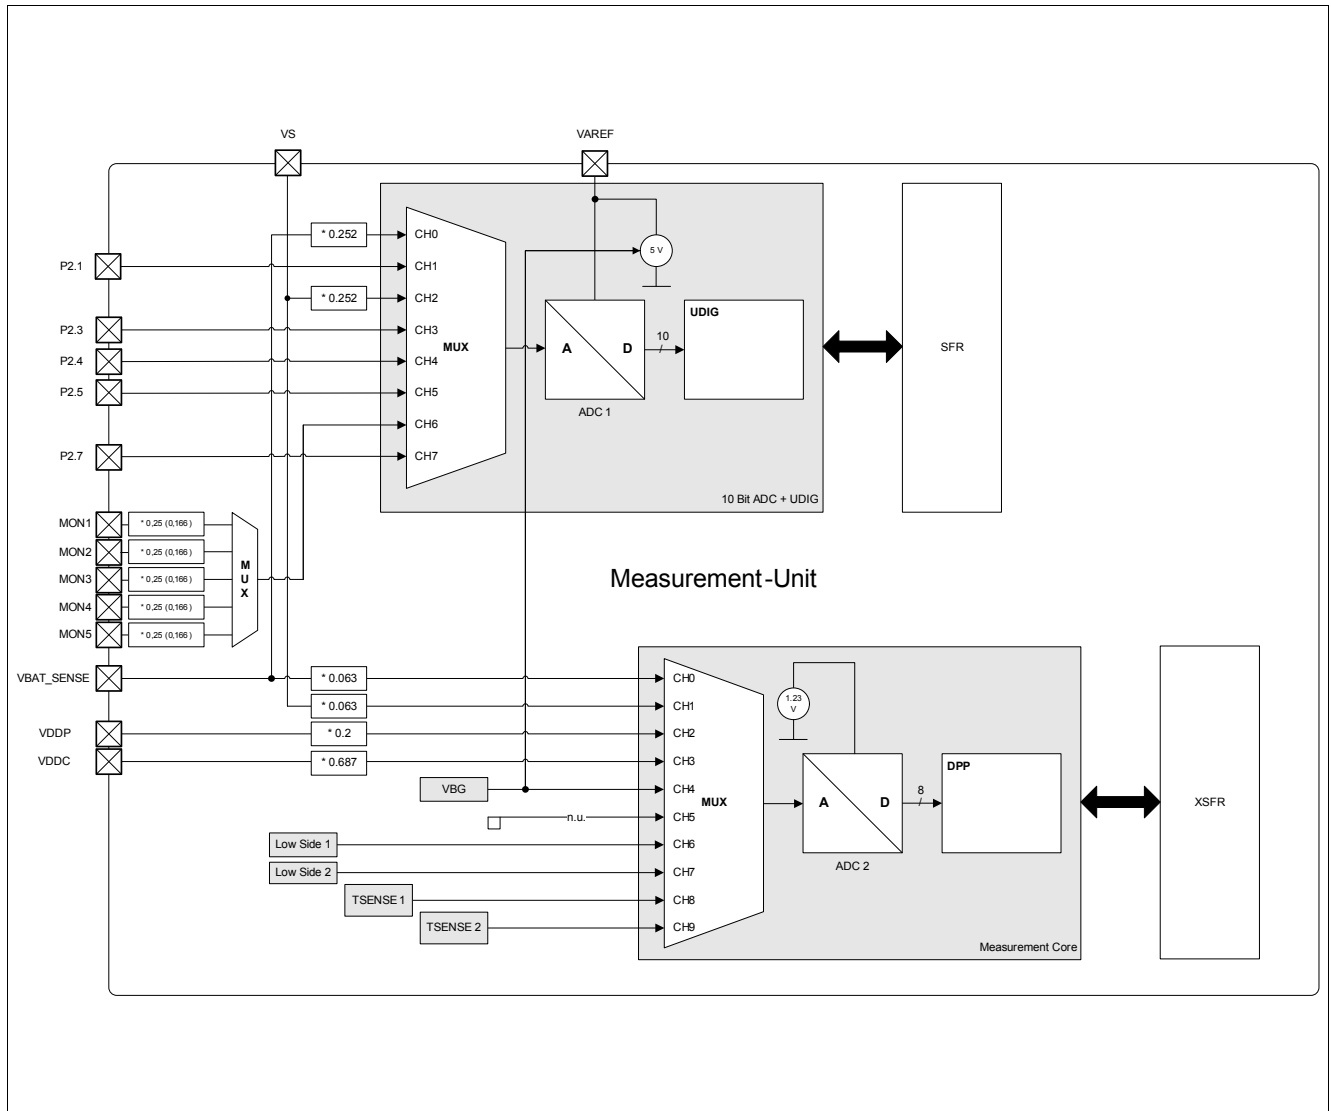 VS
VAREF
* 0.252
CH0
5 V
P2.1
CH1
* 0.252
CH2
UDIG
P2.3
CH3
MUX
A
D
10
SFR
P2.4
CH4
P2.5
CH5
ADC 1
CH6
P2.7
CH7
10 Bit ADC + UDIG
MON1
* 0,25 (0,166)
MON2
* 0,25 (0,166)
MON3
* 0,25 (0,166)
MON4
* 0,25 (0,166)
MON5
* 0,25 (0,166)
M
U
X
Measurement-Unit
VBAT_SENSE
* 0.063
CH0
* 0.063
CH1
1.23
V
VDDP
* 0.2
CH2
VDDC
* 0.687
CH3
DPP
VBG
CH4
MUX
A
D
8
XSFR
n.u.
CH5
Low Side 1
CH6
ADC 2
Low Side 2
CH7
TSENSE 1
CH8
TSENSE 2
CH9
Measurement Core